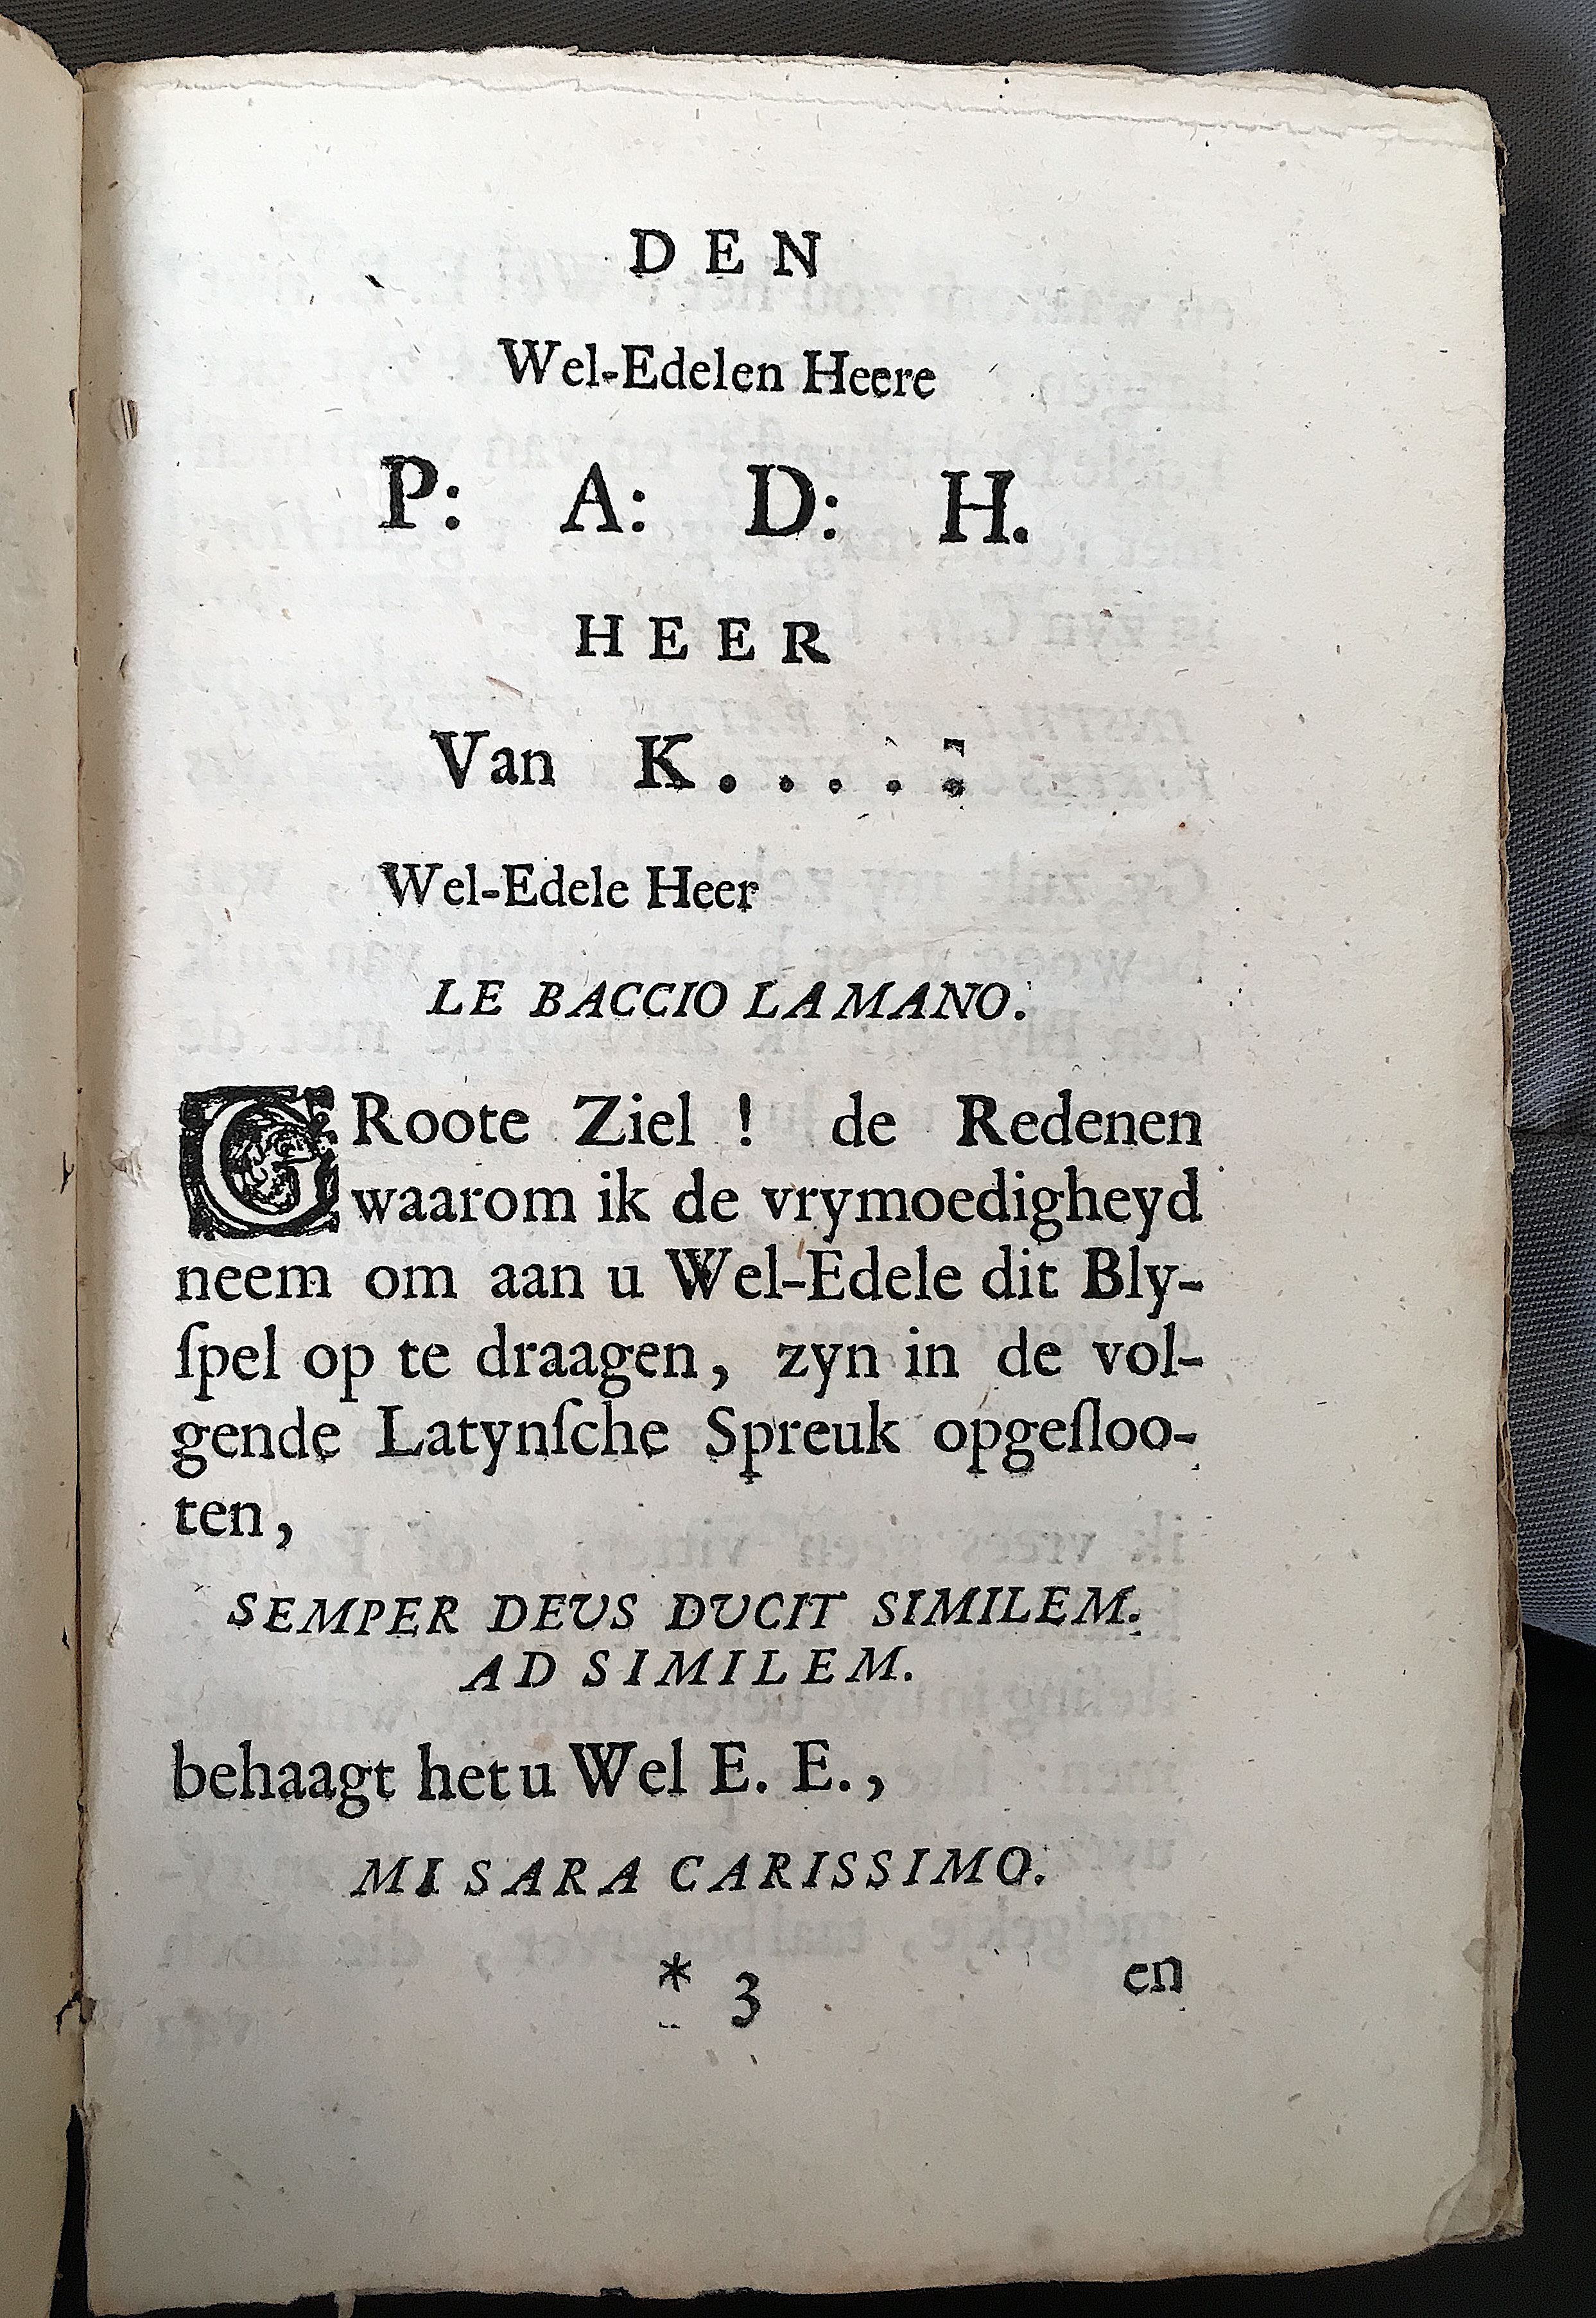 DEN
Wel-Edelen Heere
P: A: D: H.
HEER
Van K.....
Wel-Edele Heer
LE BACCIO LA MANO.
GRoote Ziel ! de Redenen
waarom ik de vrymoedigheyd
neem om aan u Wel-Edele dit Bly-
ſpel op te draagen, zyn in de vol-
gende Latynſche Spreuk opgeſloo-
ten,
SEMPER DEUS DUCIT SIMILEM.
AD SIMILEM.
behaagt het u Wel E. E.,
MI SARA CARISSIMO.
* 3 en